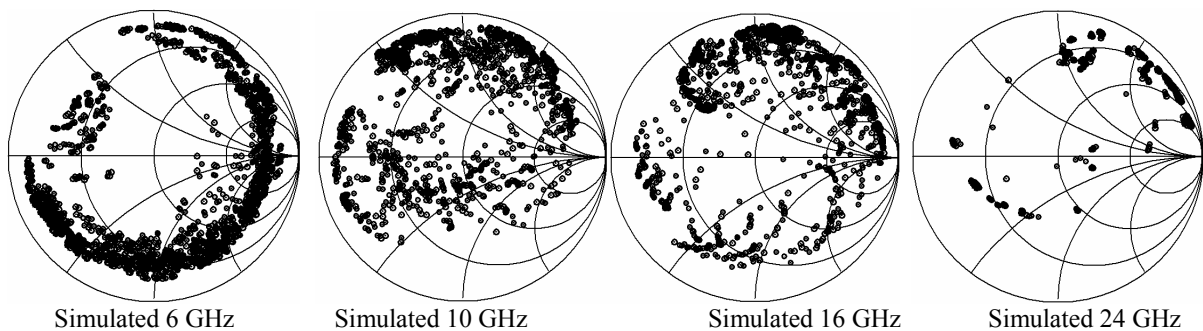 Simulated 6 GHz
Simulated 10 GHz
Simulated 16 GHz
Simulated 24 GHz